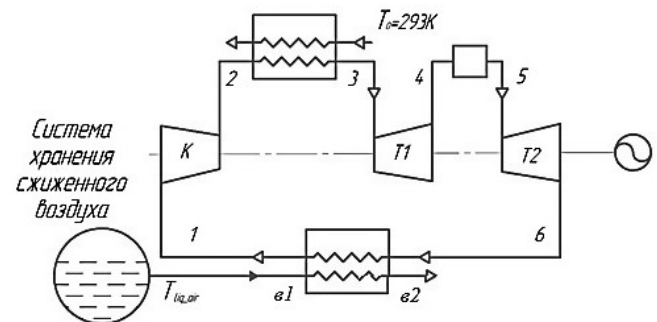 T₀=293K
2
3
4
5
Система
хранения
сжиженного
воздуха
K
T1
T2
1
6
T_liq_air
в1
в2